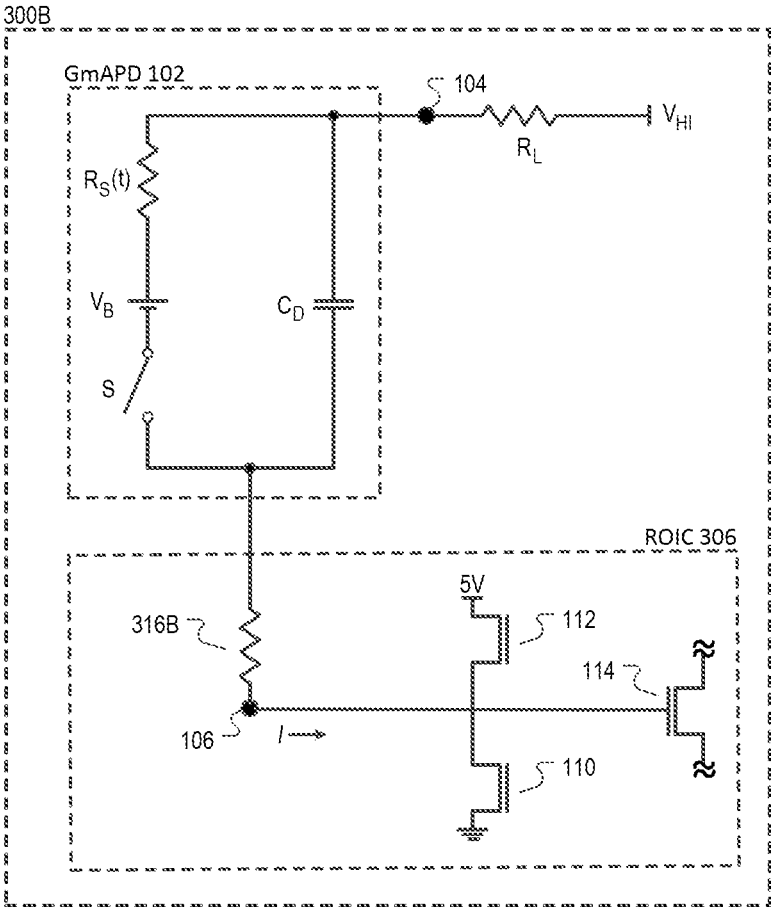 300B
GmAPD 102
104
R_L
V_HI
R_S(t)
V_B
C_D
S
ROIC 306
5V
316B
112
114
106
I
110